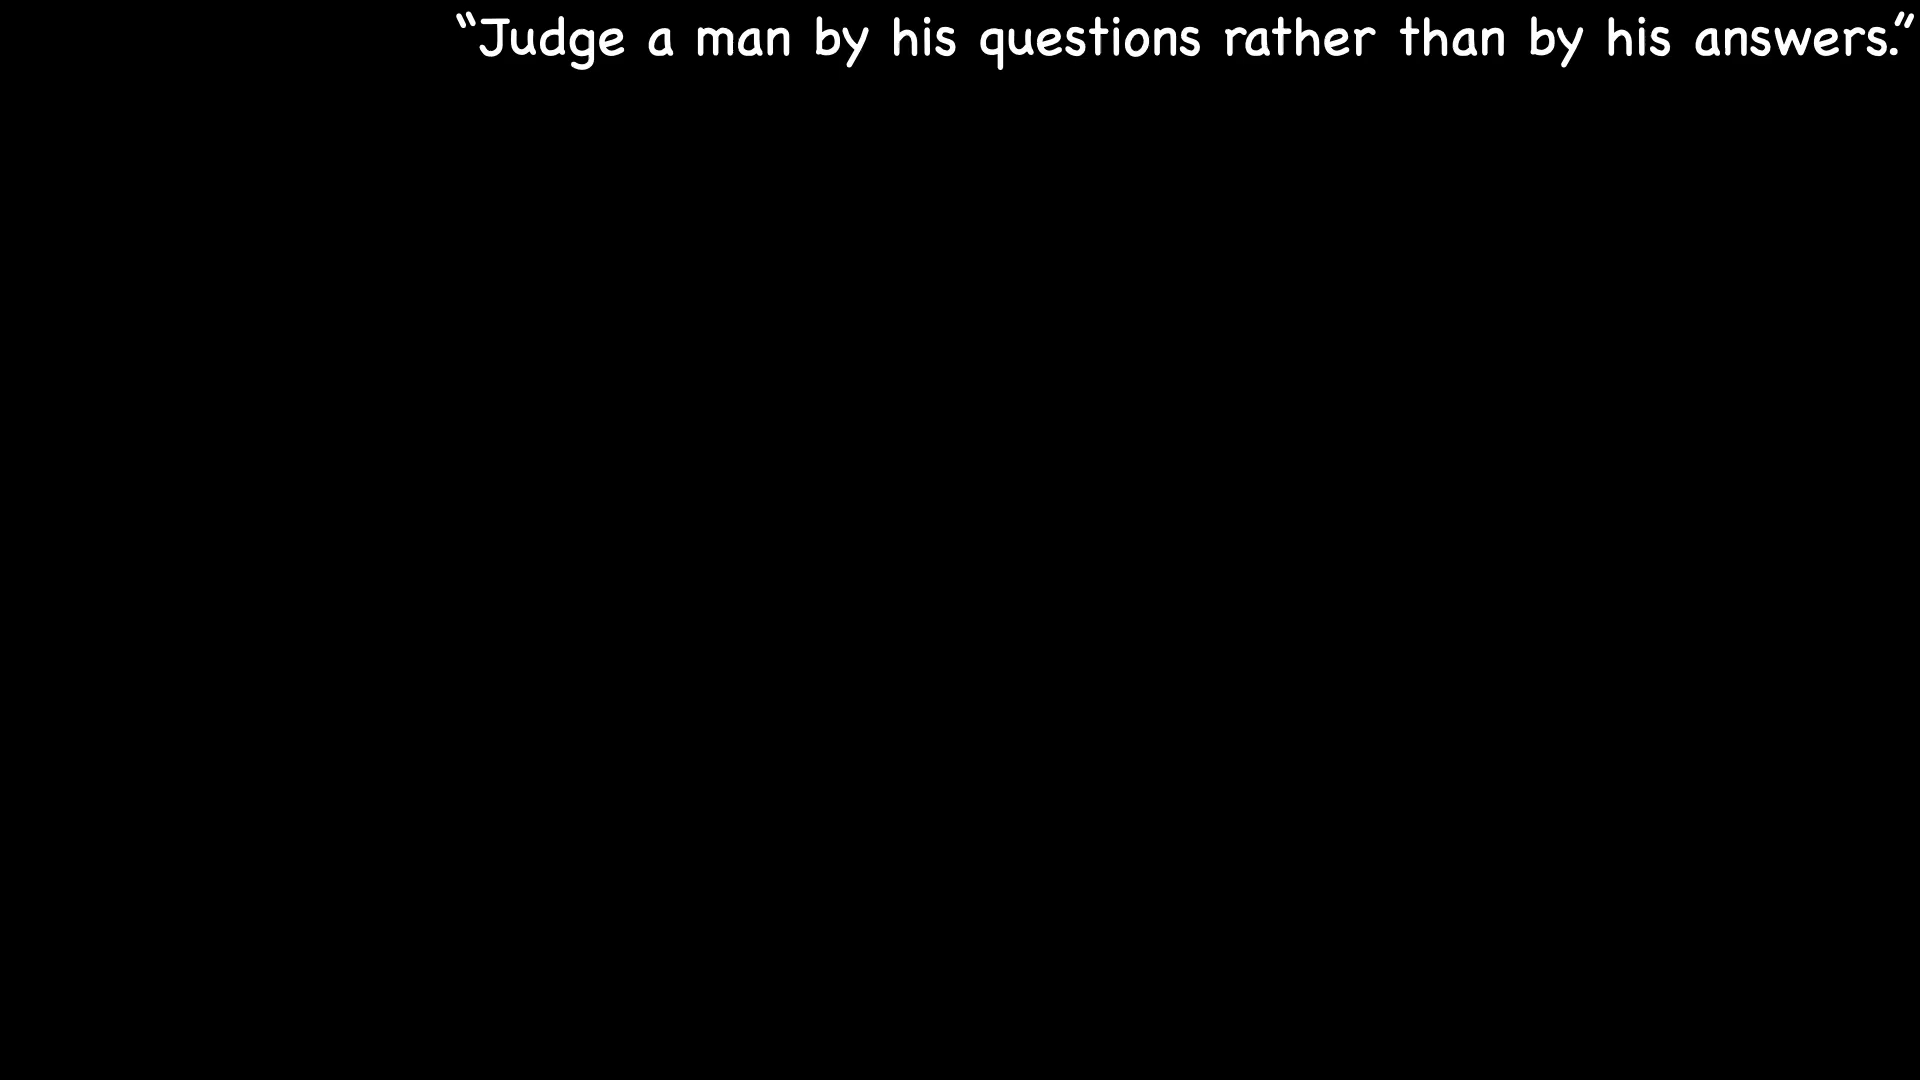 “Judge a man by his questions rather than by his answers.”